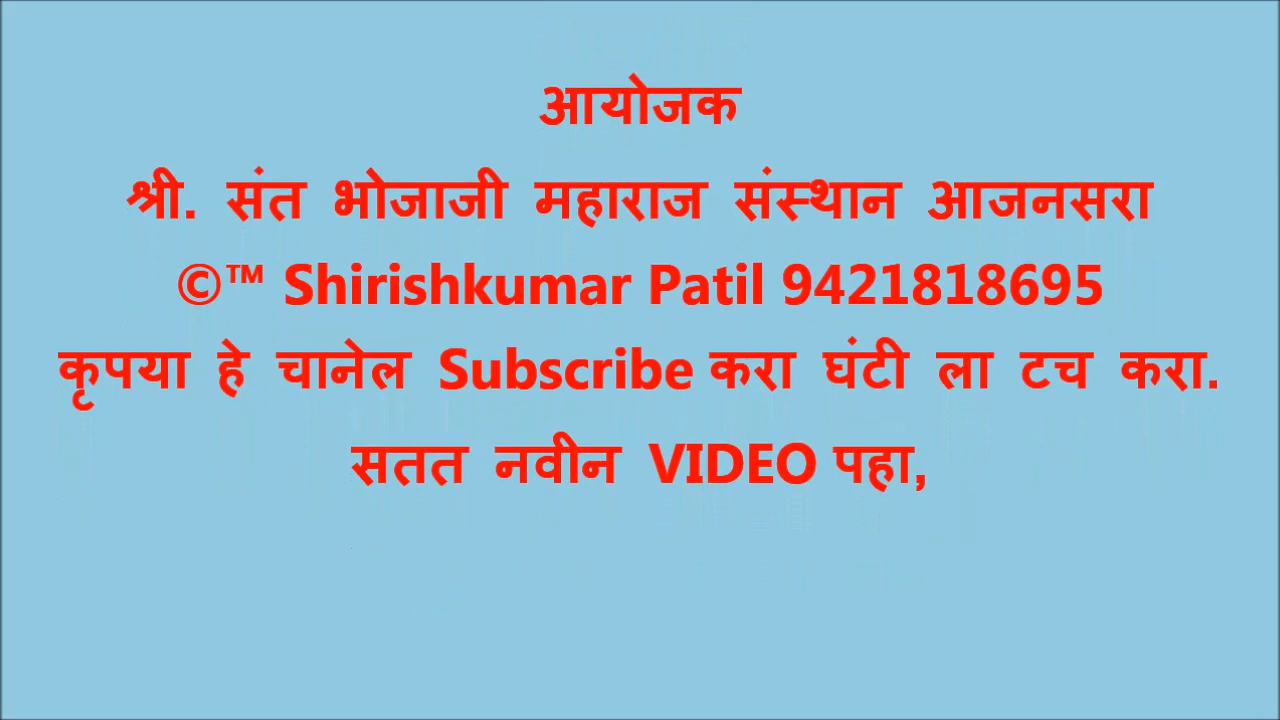 आयोजक
श्री. संत भोजाजी महाराज संस्थान आजनसरा
©™ Shirishkumar Patil 9421818695
कृपया हे चानेल Subscribe करा घंटी ला टच करा.
सतत नवीन VIDEO पहा,